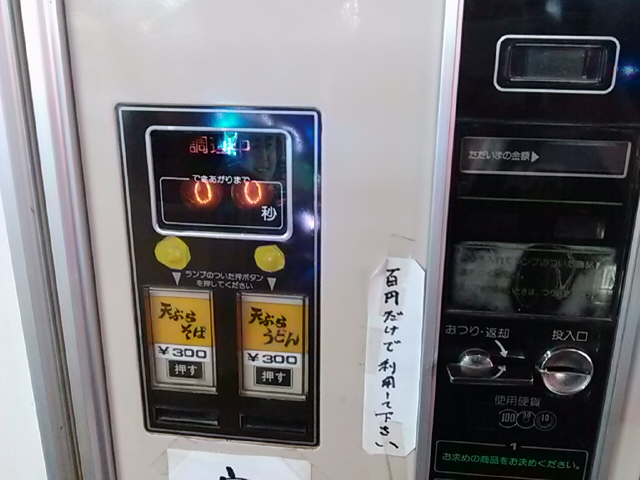 調理中
できあがりまで
00
秒
ランプのついた押ボタン
を押してください
天ぷら
そば
¥300
押す
天ぷら
うどん
¥300
押す
百円だけで利用して下さい
ただいまの金額▶
おつり・返却
投入口
使用硬貨
100 50 10
1
お求めの商品をお決めください。